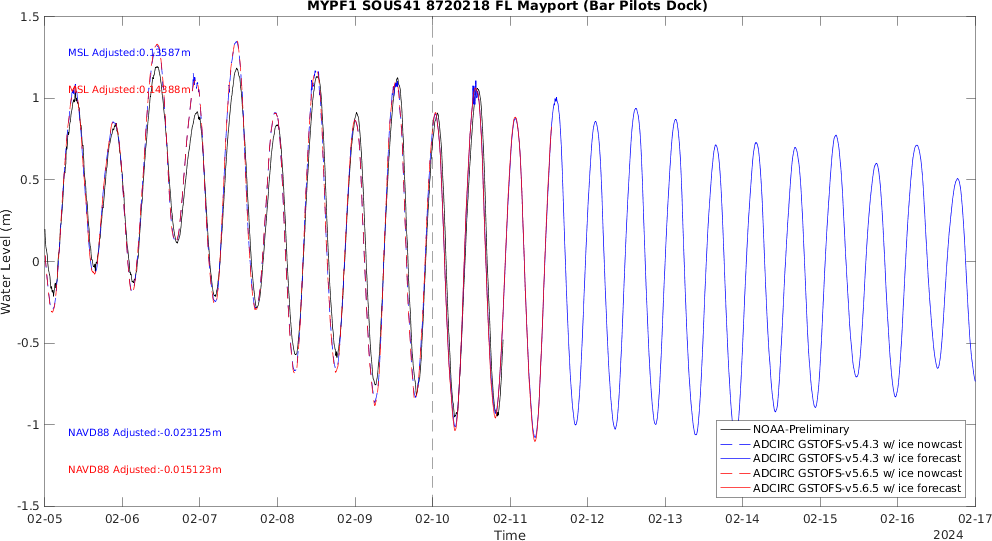 MYPF1 SOUS41 8720218 FL Mayport (Bar Pilots Dock)
1.5
1
0.5
0
-0.5
-1
-1.5
Water Level (m)
MSL Adjusted:0.13587m
MSL Adjusted:0.14388m
NAVD88 Adjusted:-0.023125m
NAVD88 Adjusted:-0.015123m
NOAA-Preliminary
ADCIRC GSTOFS-v5.4.3 w/ ice nowcast
ADCIRC GSTOFS-v5.4.3 w/ ice forecast
ADCIRC GSTOFS-v5.6.5 w/ ice nowcast
ADCIRC GSTOFS-v5.6.5 w/ ice forecast
02-05 02-06 02-07 02-08 02-09 02-10 02-11 02-12 02-13 02-14 02-15 02-16 02-17
Time
2024